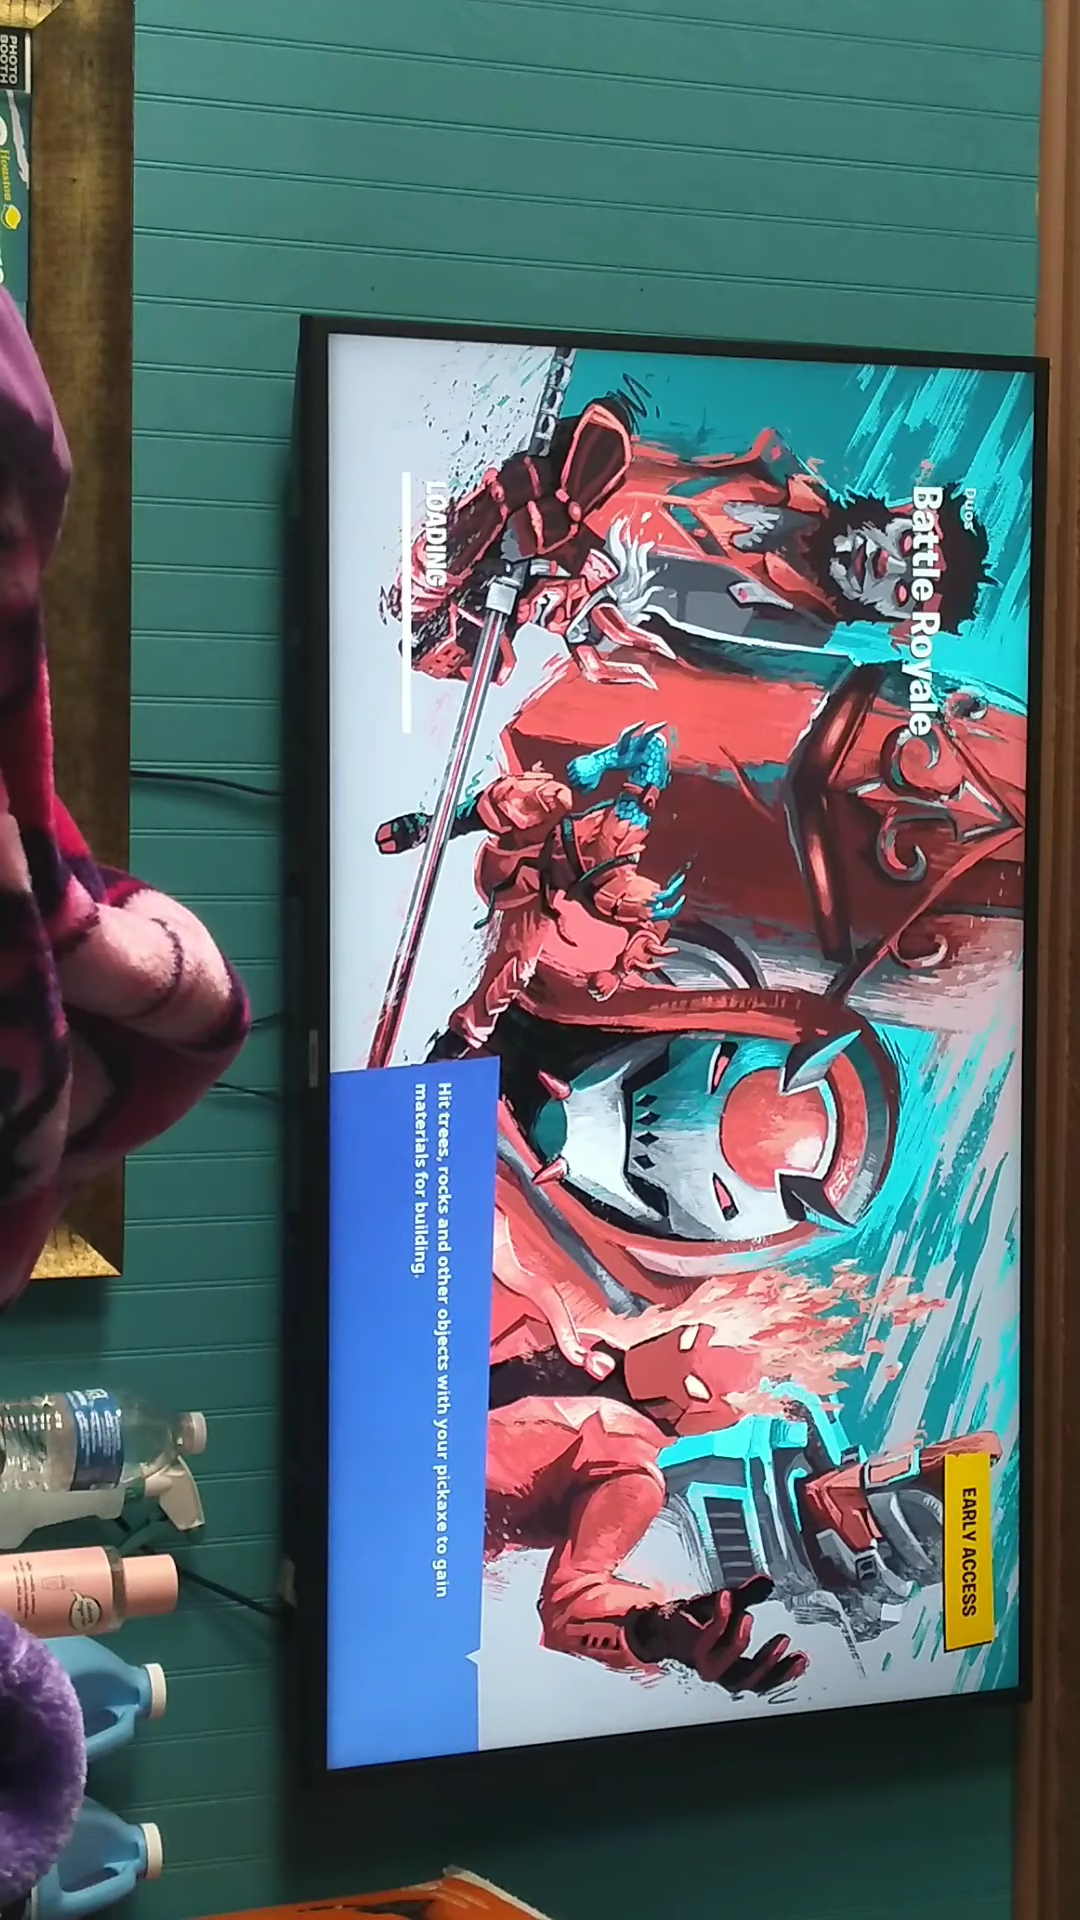 Duos
Battle Royale
EARLY ACCESS
LOADING
Hit trees, rocks and other objects with your pickaxe to gain
materials for building.
PHOTO
BOOTH
Houston